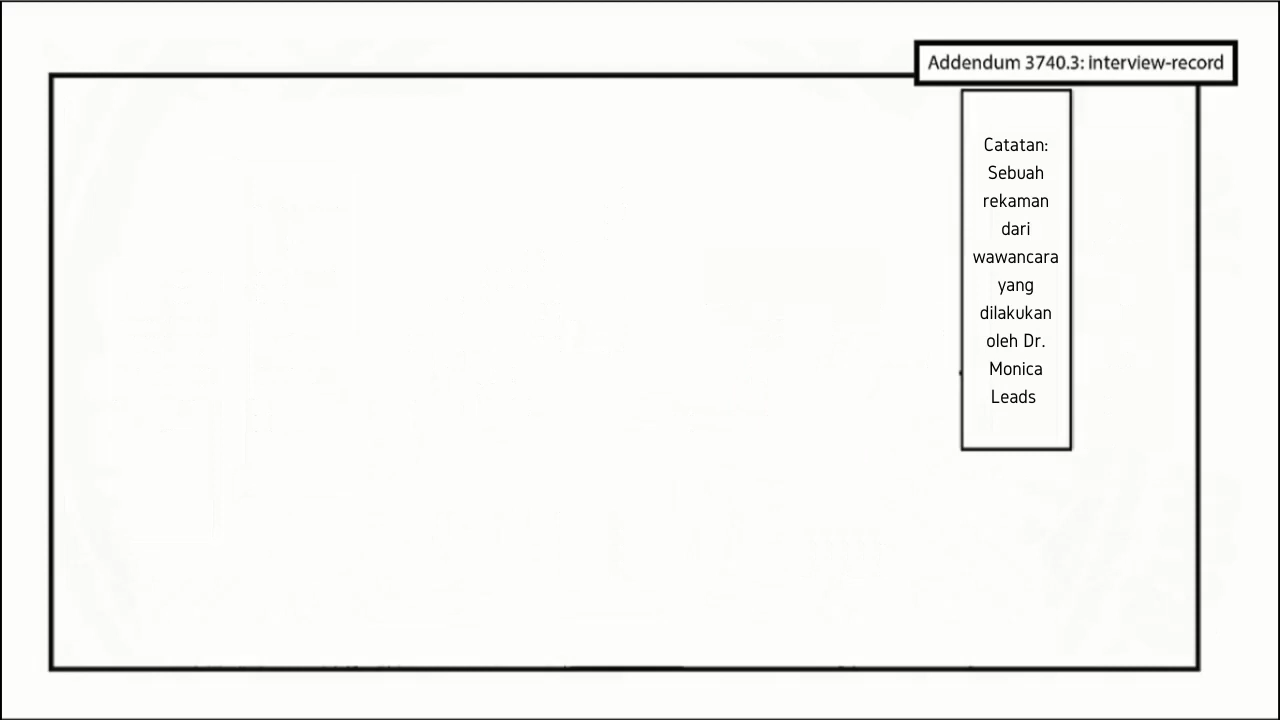 Addendum 3740.3: interview-record
Catatan:
Sebuah
rekaman
dari
wawancara
yang
dilakukan
oleh Dr.
Monica
Leads